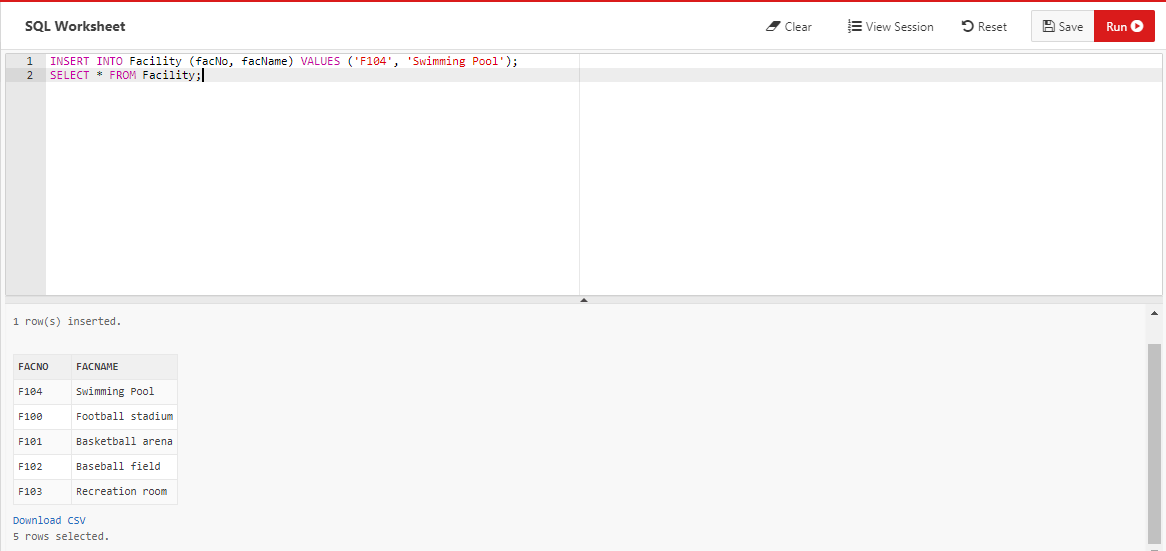 SQL Worksheet
Clear View Session Reset Save Run
1 INSERT INTO Facility (facNo, facName) VALUES ('F104', 'Swimming Pool');
2 SELECT * FROM Facility;
1 row(s) inserted.
FACNO FACNAME
F104 Swimming Pool
F100 Football stadium
F101 Basketball arena
F102 Baseball field
F103 Recreation room
Download CSV
5 rows selected.